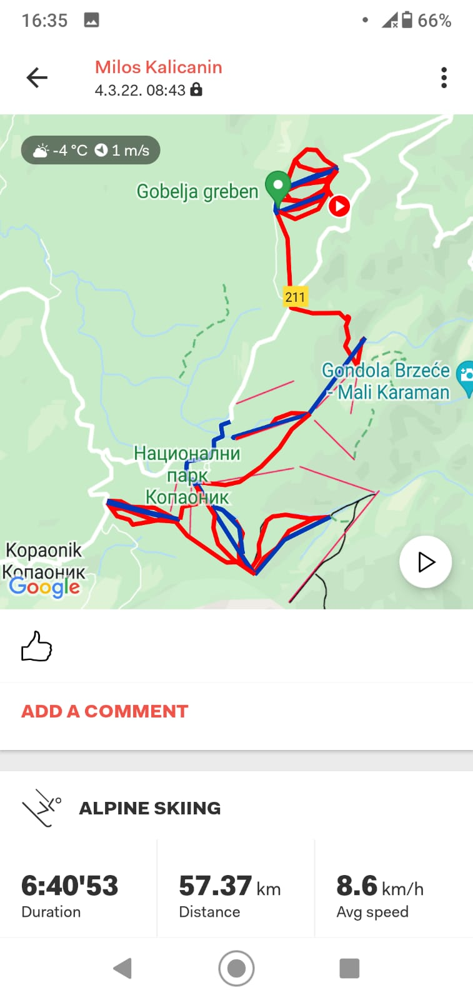 16:35 66%
Milos Kalicanin
4.3.22. 08:43
-4 °C 1 m/s
Gobelja greben
211
Gondola Brzeće
- Mali Karaman
Национални
парк
Копаоник
Kopaonik
Копаоник
Google
ADD A COMMENT
ALPINE SKIING
6:40'53 57.37 km 8.6 km/h
Duration Distance Avg speed